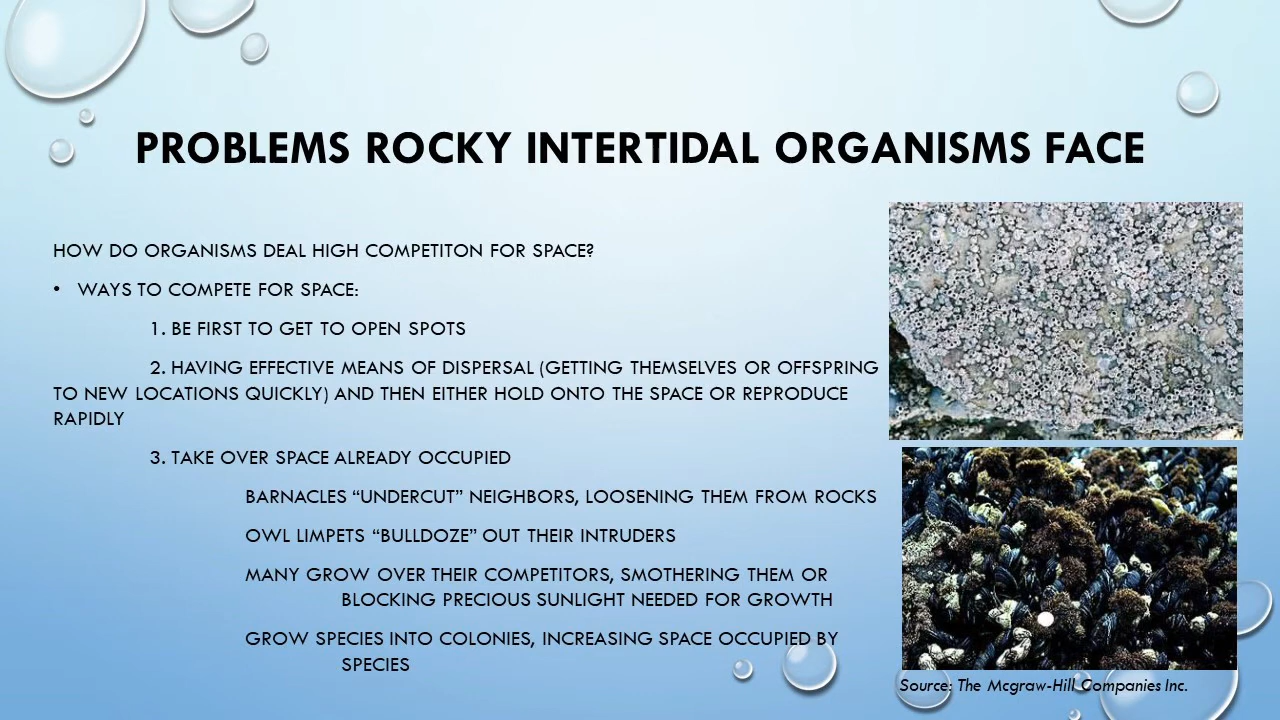 PROBLEMS ROCKY INTERTIDAL ORGANISMS FACE
HOW DO ORGANISMS DEAL HIGH COMPETITON FOR SPACE?
• WAYS TO COMPETE FOR SPACE:
1. BE FIRST TO GET TO OPEN SPOTS
2. HAVING EFFECTIVE MEANS OF DISPERSAL (GETTING THEMSELVES OR OFFSPRING
TO NEW LOCATIONS QUICKLY) AND THEN EITHER HOLD ONTO THE SPACE OR REPRODUCE
RAPIDLY
3. TAKE OVER SPACE ALREADY OCCUPIED
BARNACLES “UNDERCUT” NEIGHBORS, LOOSENING THEM FROM ROCKS
OWL LIMPETS “BULLDOZE” OUT THEIR INTRUDERS
MANY GROW OVER THEIR COMPETITORS, SMOTHERING THEM OR
BLOCKING PRECIOUS SUNLIGHT NEEDED FOR GROWTH
GROW SPECIES INTO COLONIES, INCREASING SPACE OCCUPIED BY
SPECIES
Source: The Mcgraw-Hill Companies Inc.